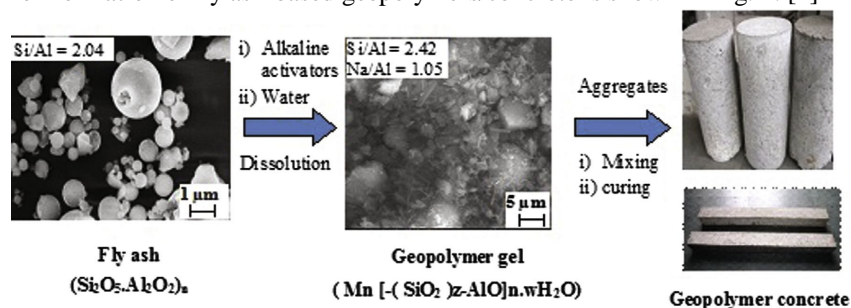 Si/Al = 2.04
1 µm
Fly ash
(Si₂O₅.Al₂O₂)ₙ
i) Alkaline
activators
ii) Water
Dissolution
Si/Al = 2.42
Na/Al = 1.05
5 µm
Geopolymer gel
( Mn [-( SiO₂ )z-AlO]n.wH₂O)
Aggregates
i) Mixing
ii) curing
Geopolymer concrete